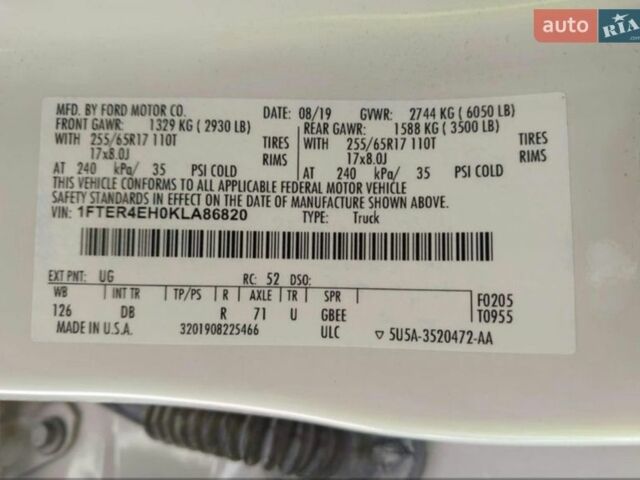 auto RIA
MFD. BY FORD MOTOR CO. DATE: 08/19 GVWR: 2744 KG (6050 LB)
FRONT GAWR: 1329 KG (2930 LB) REAR GAWR: 1588 KG (3500 LB)
WITH 255/65R17 110T TIRES WITH 255/65R17 110T TIRES
17x8.0J RIMS 17x8.0J RIMS
AT 240 kPa/ 35 PSI COLD AT 240 kPa/ 35 PSI COLD
THIS VEHICLE CONFORMS TO ALL APPLICABLE FEDERAL MOTOR VEHICLE
SAFETY STANDARDS IN EFFECT ON THE DATE OF MANUFACTURE SHOWN ABOVE.
VIN: 1FTER4EH0KLA86820 TYPE: Truck
EXT PNT: UG RC: 52 DSO:
WB INT TR TP/PS R AXLE TR SPR F0205
126 DB R 71 U GBEE T0955
MADE IN U.S.A. 3201908225466 ULC ▽ 5U5A-3520472-AA